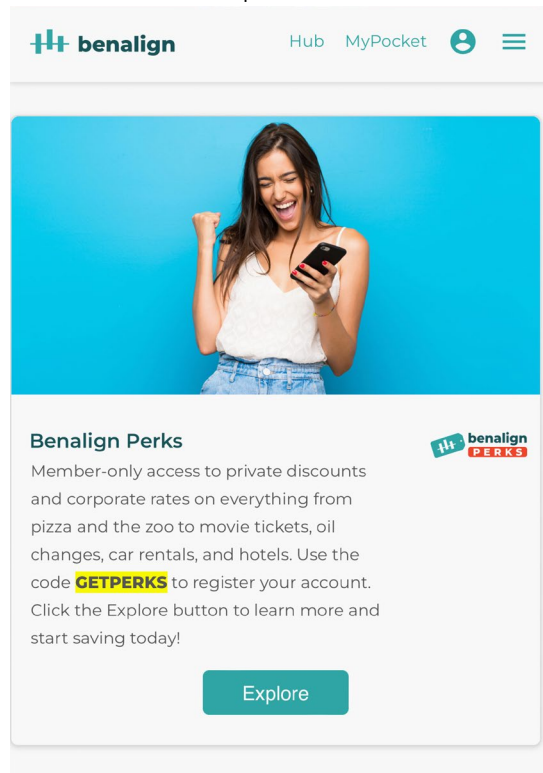 benalign
Hub MyPocket
Benalign Perks
benalign
PERKS
Member-only access to private discounts
and corporate rates on everything from
pizza and the zoo to movie tickets, oil
changes, car rentals, and hotels. Use the
code GETPERKS to register your account.
Click the Explore button to learn more and
start saving today!
Explore